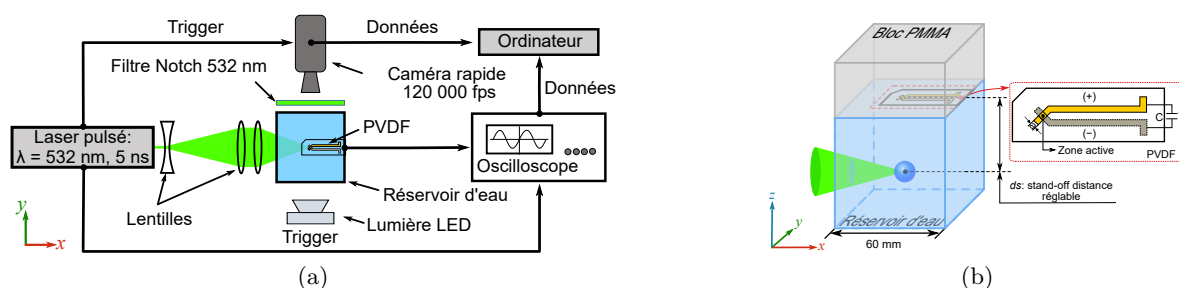 Trigger
Données
Ordinateur
Filtre Notch 532 nm
Caméra rapide
120 000 fps
Données
Laser pulsé:
λ = 532 nm, 5 ns
PVDF
Oscilloscope
Réservoir d'eau
Lentilles
Lumière LED
Trigger
y
x
(a)
Bloc PMMA
(+)
C
(−)
Zone active
PVDF
ds: stand-off distance
réglable
z
y
x
Réservoir d'eau
60 mm
(b)